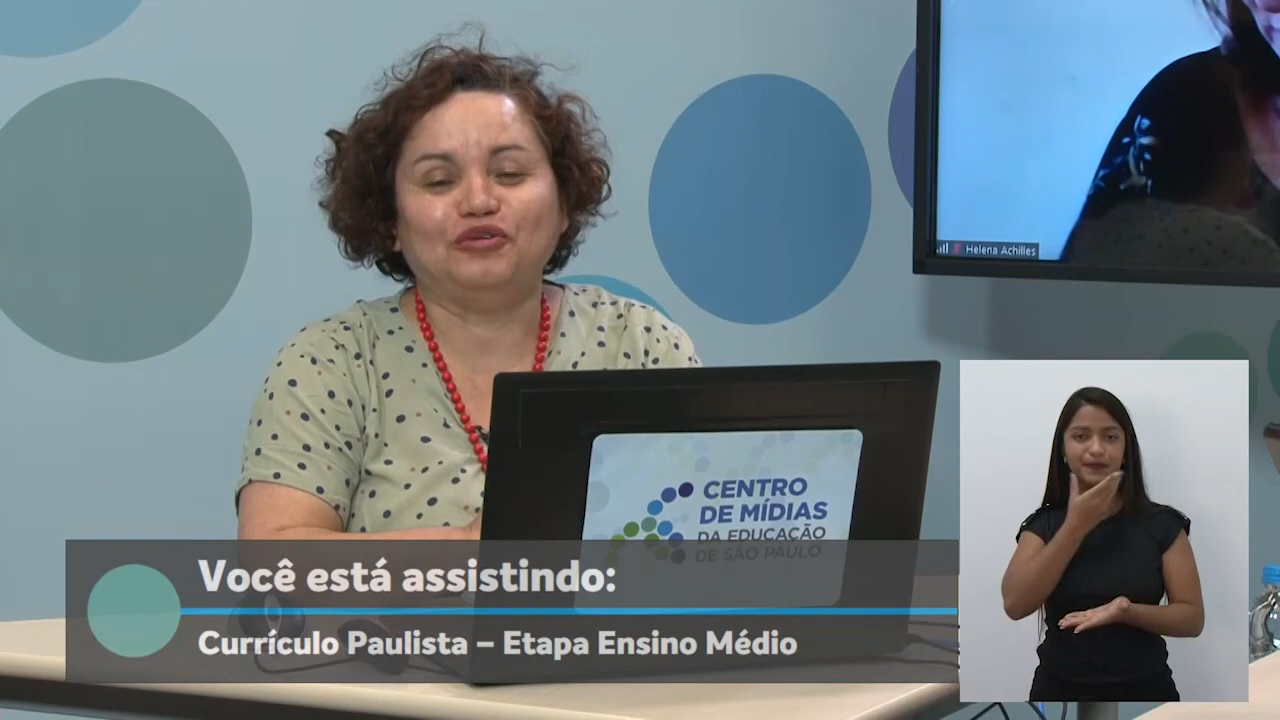 Helena Achilles
CENTRO
DE MÍDIAS
DA EDUCAÇÃO
DE SÃO PAULO
Você está assistindo:
Currículo Paulista – Etapa Ensino Médio